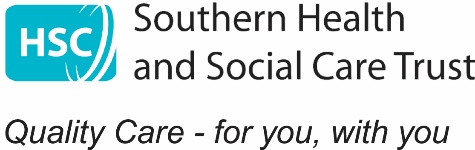 HSC
Southern Health
and Social Care Trust
Quality Care - for you, with you